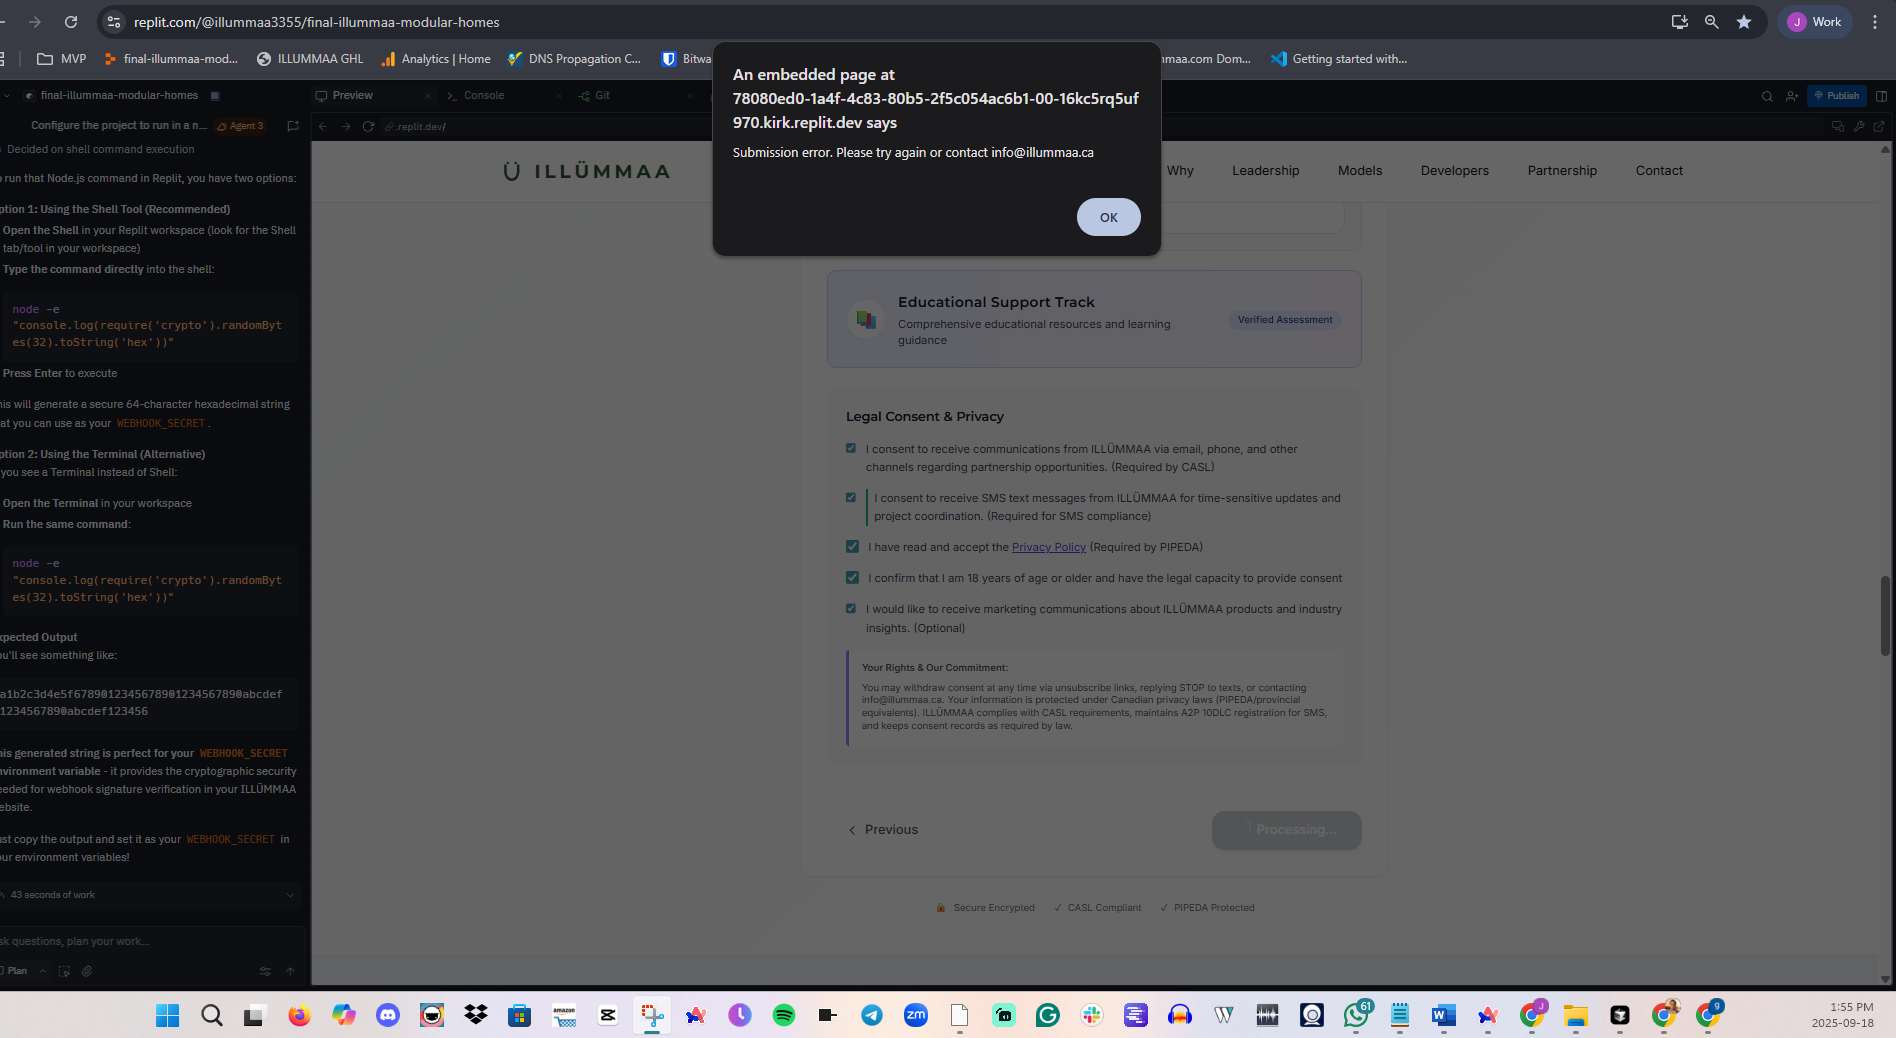 replit.com/@illummaa3355/final-illummaa-modular-homes
Work
MVP
final-illummaa-mod...
ILLUMMAA GHL
Analytics | Home
DNS Propagation C...
Bitwa
maa.com Dom...
Getting started with...
An embedded page at
78080ed0-1a4f-4c83-80b5-2f5c054ac6b1-00-16kc5rq5uf
970.kirk.replit.dev says
Submission error. Please try again or contact info@illummaa.ca
OK
final-illummaa-modular-homes
Preview
Console
Git
Publish
Configure the project to run in a n...
Agent 3
.replit.dev/
Decided on shell command execution
o run that Node.js command in Replit, you have two options:
ption 1: Using the Shell Tool (Recommended)
Open the Shell in your Replit workspace (look for the Shell
tab/tool in your workspace)
Type the command directly into the shell:
node -e
"console.log(require('crypto').randomByt
es(32).toString('hex'))"
Press Enter to execute
his will generate a secure 64-character hexadecimal string
at you can use as your WEBHOOK_SECRET.
ption 2: Using the Terminal (Alternative)
you see a Terminal instead of Shell:
Open the Terminal in your workspace
Run the same command:
node -e
"console.log(require('crypto').randomByt
es(32).toString('hex'))"
xpected Output
ou'll see something like:
a1b2c3d4e5f6789012345678901234567890abcdef
1234567890abcdef123456
his generated string is perfect for your WEBHOOK_SECRET
nvironment variable - it provides the cryptographic security
eeded for webhook signature verification in your ILLÜMMAA
ebsite.
ust copy the output and set it as your WEBHOOK_SECRET in
our environment variables!
43 seconds of work
sk questions, plan your work...
Plan
Ü ILLÜMMAA
Why
Leadership
Models
Developers
Partnership
Contact
Educational Support Track
Comprehensive educational resources and learning
guidance
Verified Assessment
Legal Consent & Privacy
I consent to receive communications from ILLÜMMAA via email, phone, and other
channels regarding partnership opportunities. (Required by CASL)
I consent to receive SMS text messages from ILLÜMMAA for time-sensitive updates and
project coordination. (Required for SMS compliance)
I have read and accept the Privacy Policy (Required by PIPEDA)
I confirm that I am 18 years of age or older and have the legal capacity to provide consent
I would like to receive marketing communications about ILLÜMMAA products and industry
insights. (Optional)
Your Rights & Our Commitment:
You may withdraw consent at any time via unsubscribe links, replying STOP to texts, or contacting
info@illummaa.ca. Your information is protected under Canadian privacy laws (PIPEDA/provincial
equivalents). ILLÜMMAA complies with CASL requirements, maintains A2P 10DLC registration for SMS,
and keeps consent records as required by law.
Previous
Processing...
Secure Encrypted
CASL Compliant
PIPEDA Protected
amazon
zm
61
1:55 PM
2025-09-18